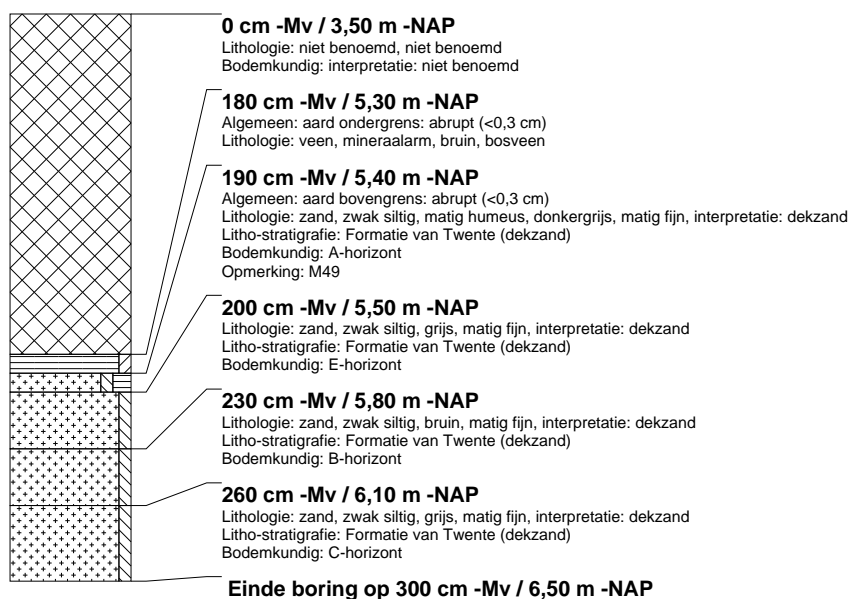 0 cm -Mv / 3,50 m -NAP
Lithologie: niet benoemd, niet benoemd
Bodemkundig: interpretatie: niet benoemd
180 cm -Mv / 5,30 m -NAP
Algemeen: aard ondergrens: abrupt (<0,3 cm)
Lithologie: veen, mineraalarm, bruin, bosveen
190 cm -Mv / 5,40 m -NAP
Algemeen: aard bovengrens: abrupt (<0,3 cm)
Lithologie: zand, zwak siltig, matig humeus, donkergrijs, matig fijn, interpretatie: dekzand
Litho-stratigrafie: Formatie van Twente (dekzand)
Bodemkundig: A-horizont
Opmerking: M49
200 cm -Mv / 5,50 m -NAP
Lithologie: zand, zwak siltig, grijs, matig fijn, interpretatie: dekzand
Litho-stratigrafie: Formatie van Twente (dekzand)
Bodemkundig: E-horizont
230 cm -Mv / 5,80 m -NAP
Lithologie: zand, zwak siltig, bruin, matig fijn, interpretatie: dekzand
Litho-stratigrafie: Formatie van Twente (dekzand)
Bodemkundig: B-horizont
260 cm -Mv / 6,10 m -NAP
Lithologie: zand, zwak siltig, grijs, matig fijn, interpretatie: dekzand
Litho-stratigrafie: Formatie van Twente (dekzand)
Bodemkundig: C-horizont
Einde boring op 300 cm -Mv / 6,50 m -NAP